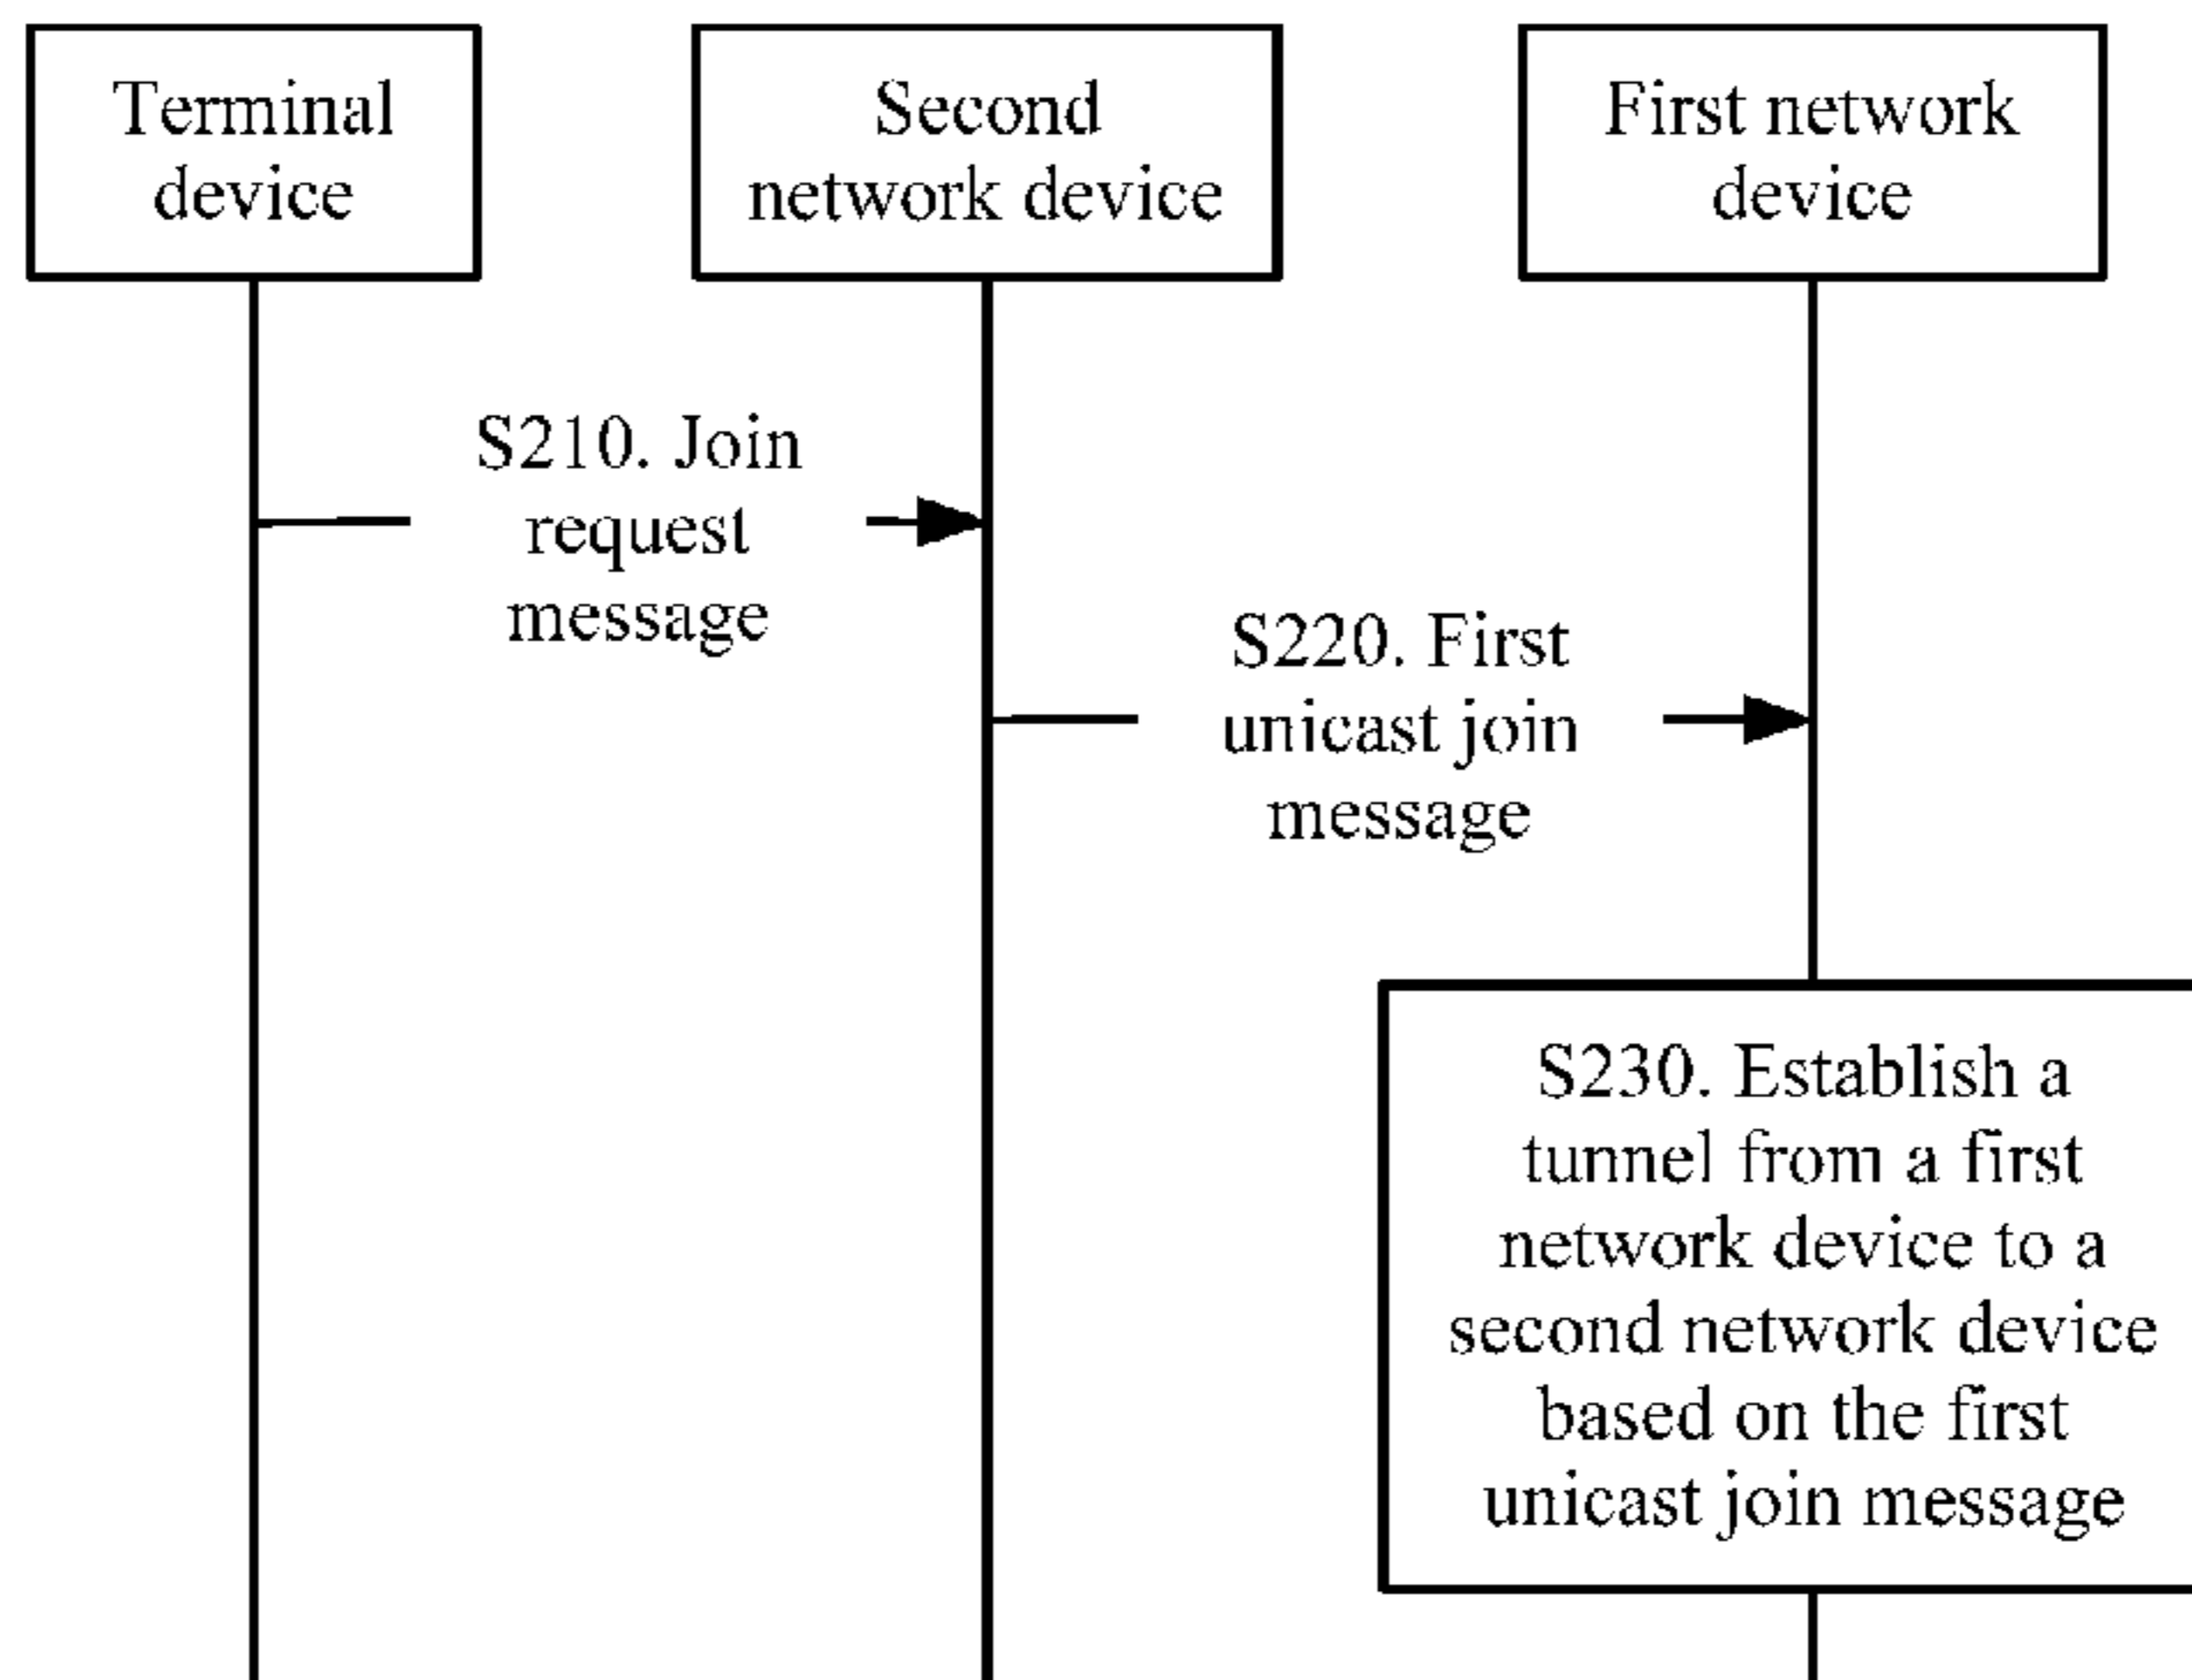 Terminal
device
Second
network device
First network
device
S210. Join
request
message
S220. First
unicast join
message
S230. Establish a
tunnel from a first
network device to a
second network device
based on the first
unicast join message